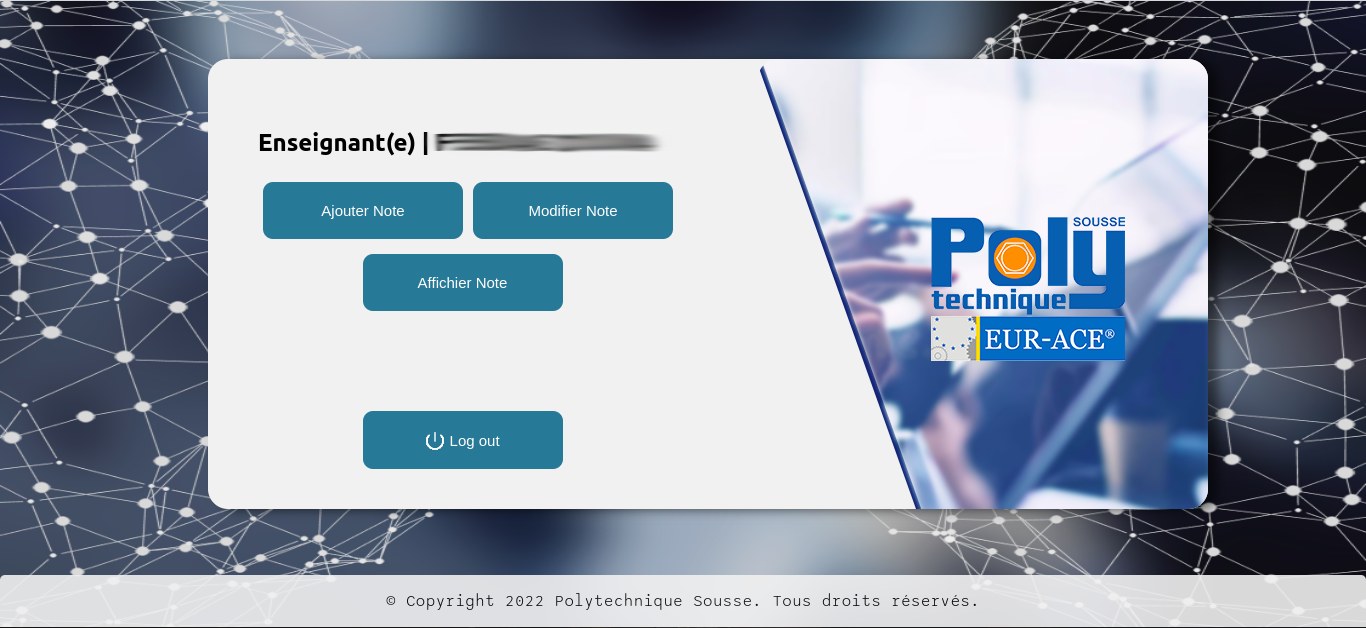 Enseignant(e) |
Ajouter Note
Modifier Note
Affichier Note
Log out
SOUSSE
Poly
technique
EUR-ACE®
© Copyright 2022 Polytechnique Sousse. Tous droits réservés.